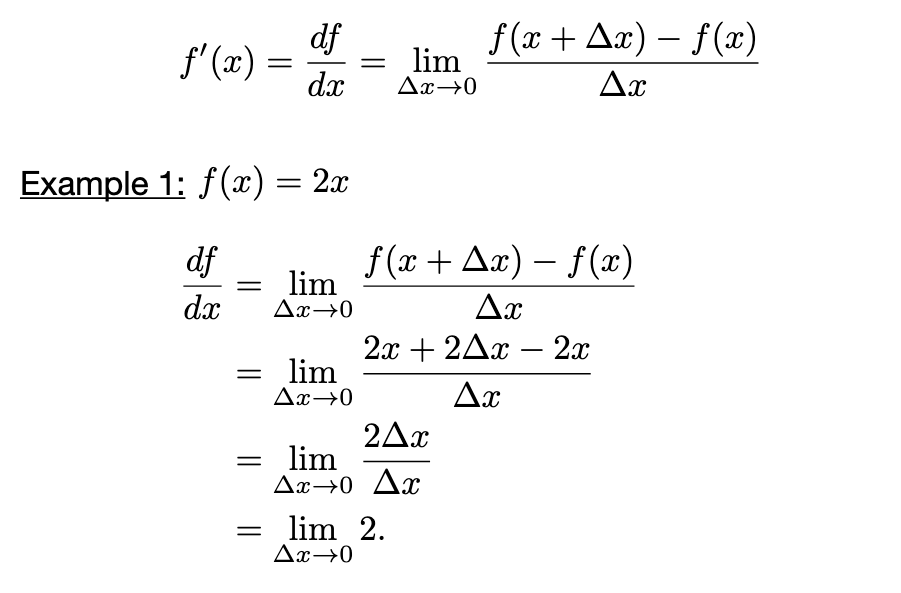 f′(x) = df/dx = lim_{Δx→0} (f(x + Δx) − f(x))/Δx
Example 1: f(x) = 2x
df/dx = lim_{Δx→0} (f(x + Δx) − f(x))/Δx
= lim_{Δx→0} (2x + 2Δx − 2x)/Δx
= lim_{Δx→0} 2Δx/Δx
= lim_{Δx→0} 2.